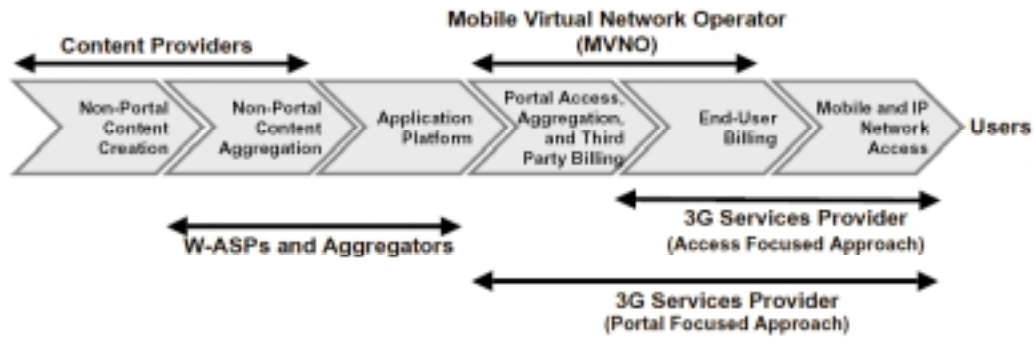 Mobile Virtual Network Operator
(MVNO)
Content Providers
Non-Portal
Content
Creation
Non-Portal
Content
Aggregation
Application
Platform
Portal Access,
Aggregation,
and Third
Party Billing
End-User
Billing
Mobile and IP
Network
Access
Users
W-ASPs and Aggregators
3G Services Provider
(Access Focused Approach)
3G Services Provider
(Portal Focused Approach)